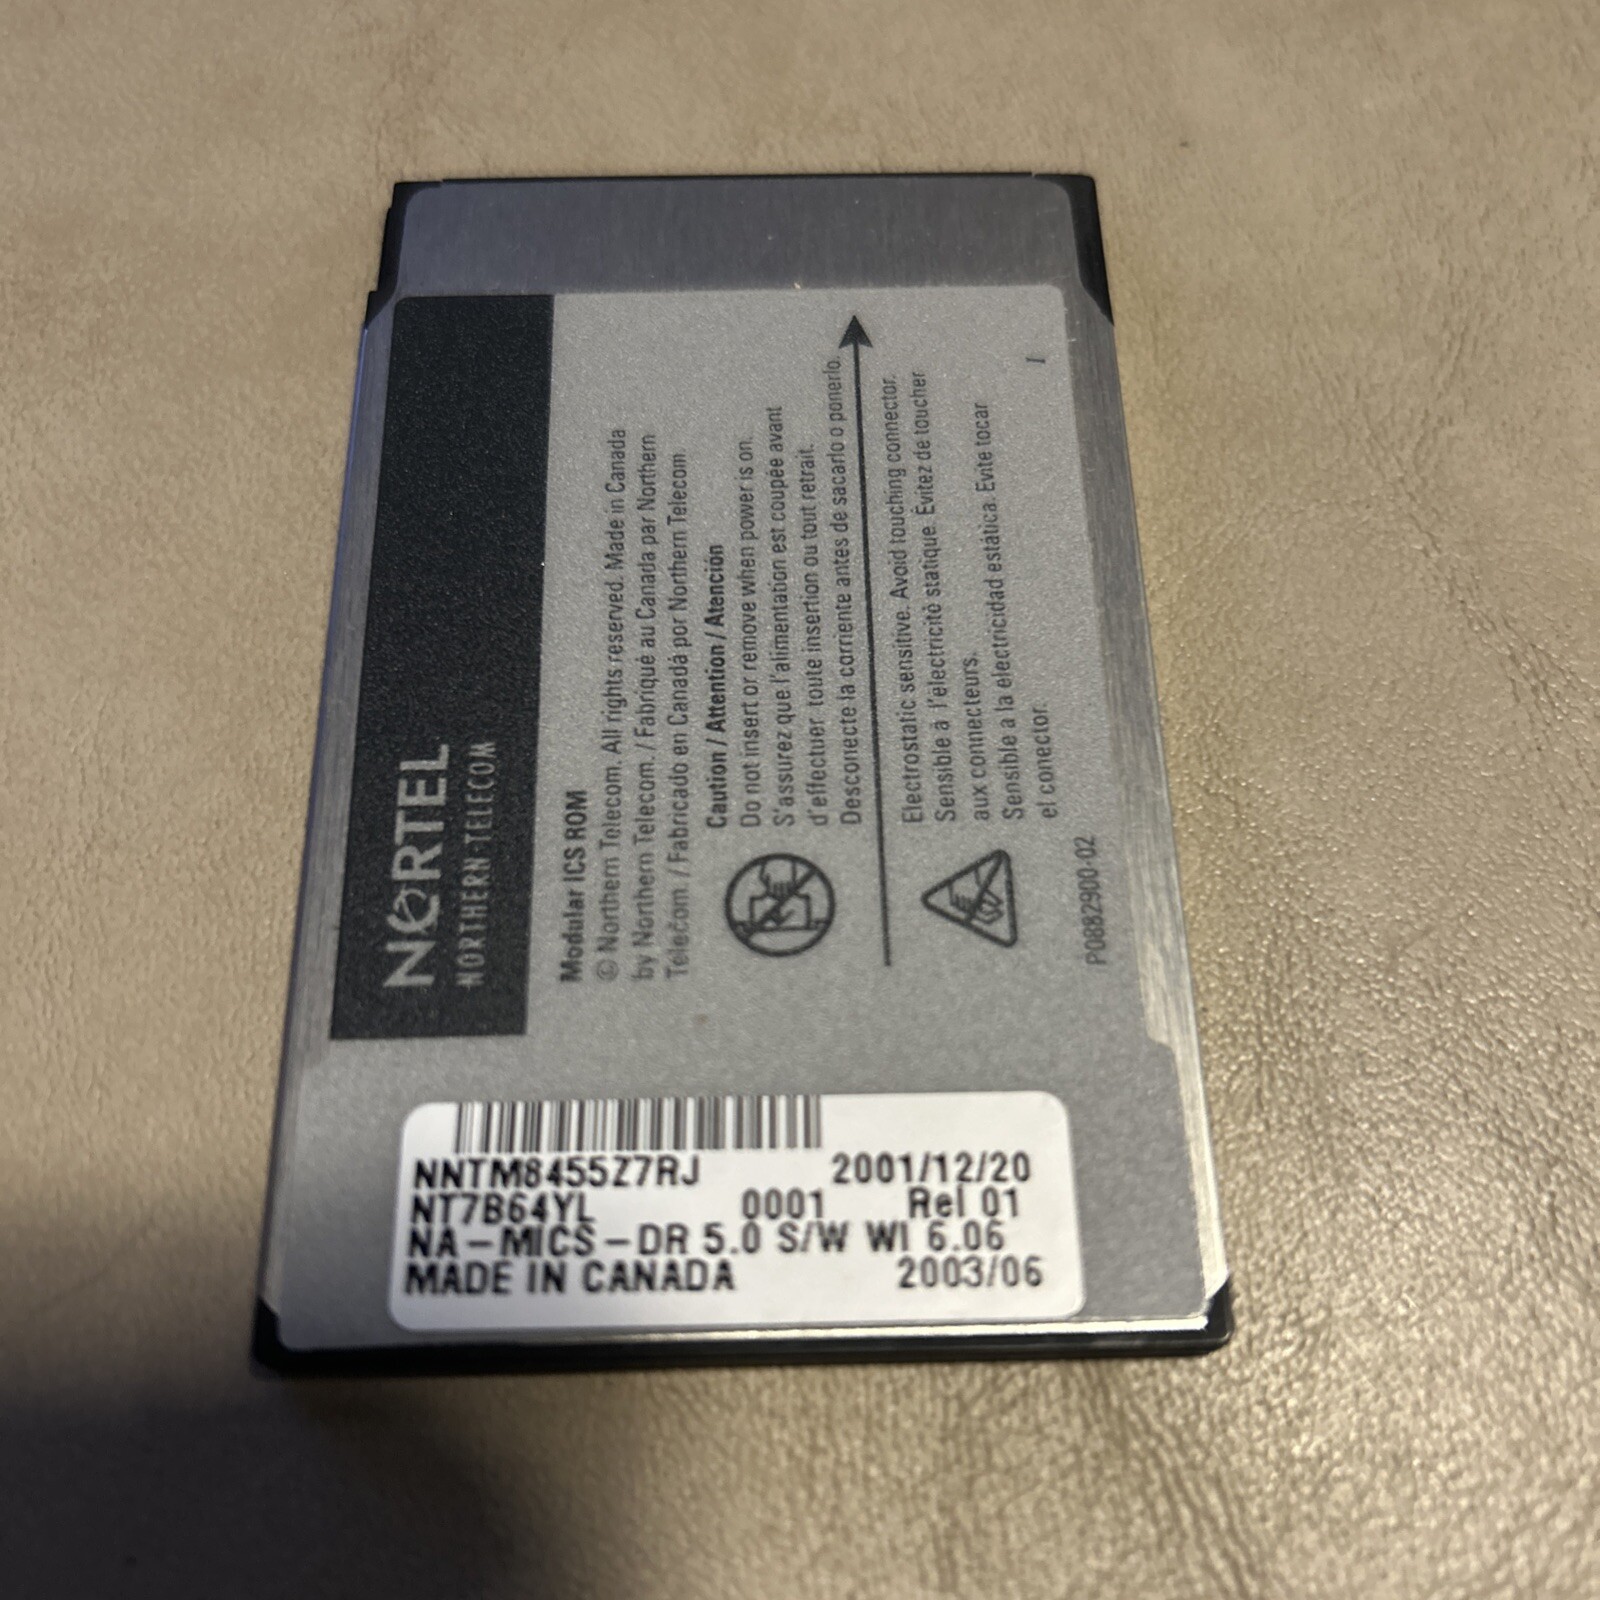 NORTEL
NORTHERN TELECOM
Modular ICS ROM
© Northern Telecom. All rights reserved. Made in Canada
by Northern Telecom. / Fabriqué au Canada par Northern
Telecom. / Fabricado en Canadá por Northern Telecom
Caution / Attention / Atención
Do not insert or remove when power is on.
S'assurez que l'alimentation est coupée avant
d'effectuer toute insertion ou tout retrait.
Desconecte la corriente antes de sacarlo o ponerlo.
Electrostatic sensitive. Avoid touching connector.
Sensible à l'électricité statique. Évitez de toucher
aux connecteurs.
Sensible a la electricidad estática. Evite tocar
el conector.
P0882900-02
NNTM8455Z7RJ 2001/12/20
NT7B64YL 0001 Rel 01
NA-MICS-DR 5.0 S/W WI 6.06
MADE IN CANADA 2003/06